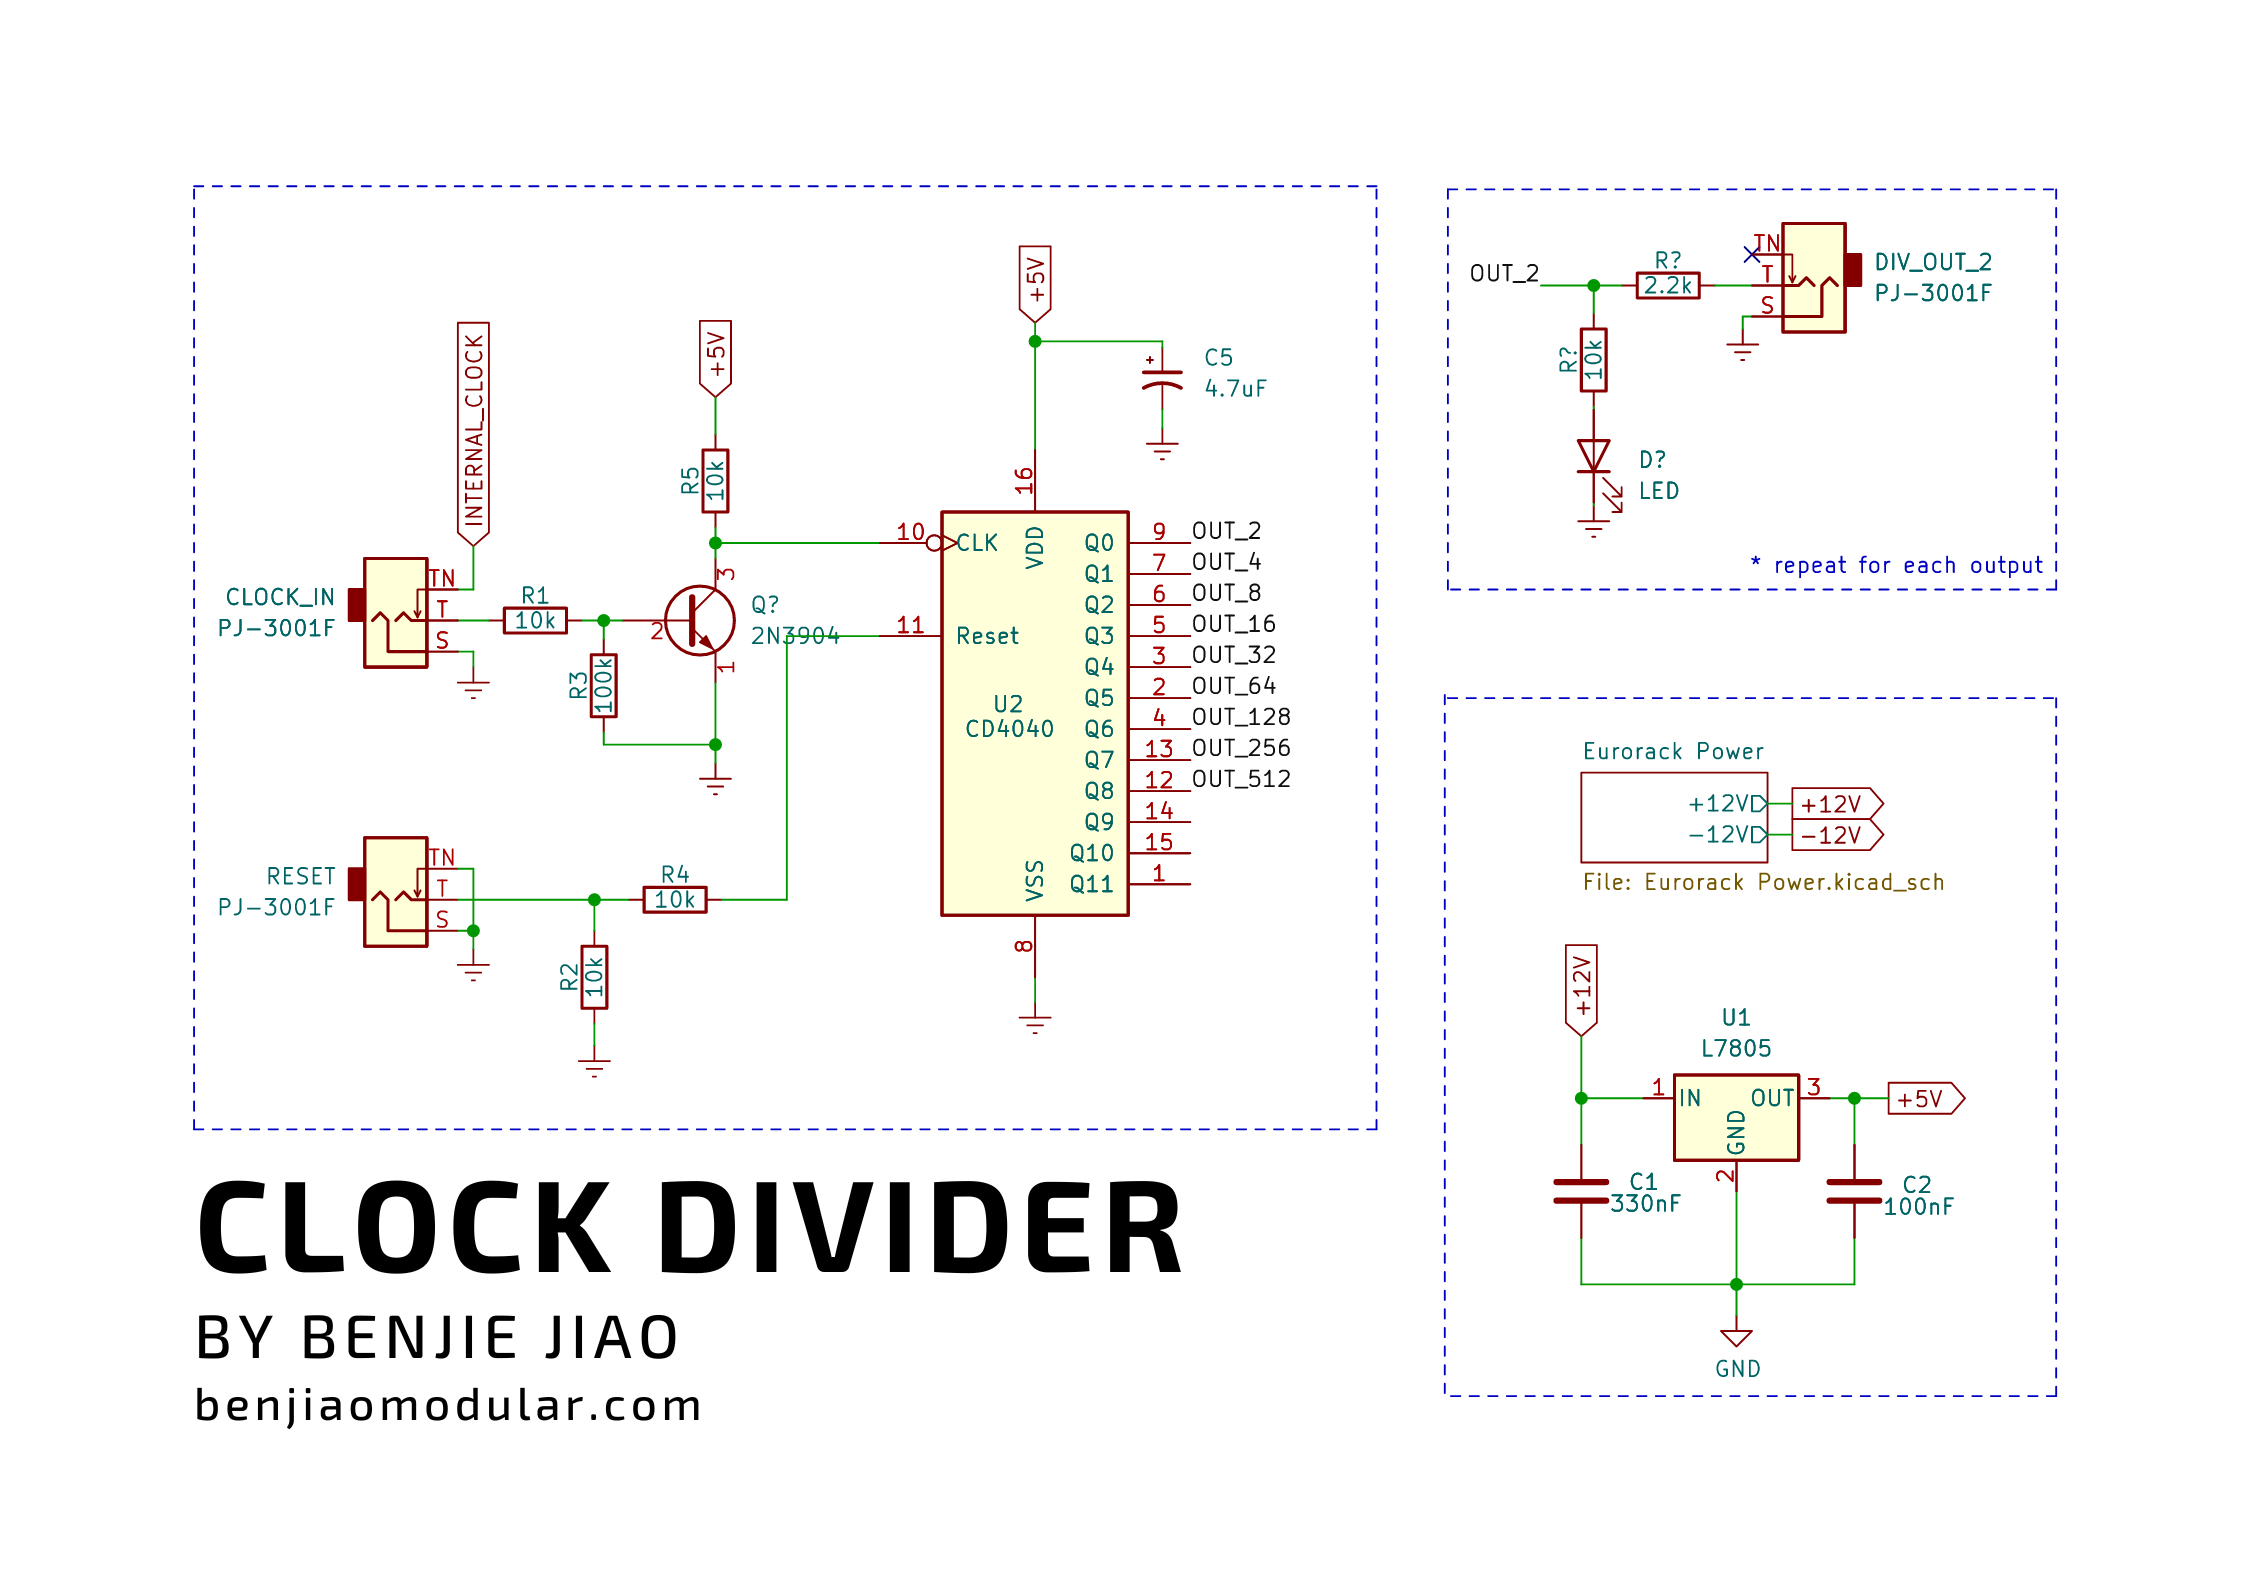 INTERNAL_CLOCK
+5V
+5V
C5
4.7uF
R5
10k
16
CLOCK_IN
PJ-3001F
TN
T
S
R1
10k
R3
100k
3
2
1
Q?
2N3904
10
CLK
11
Reset
VDD
U2
CD4040
VSS
8
Q0 9 OUT_2
Q1 7 OUT_4
Q2 6 OUT_8
Q3 5 OUT_16
Q4 3 OUT_32
Q5 2 OUT_64
Q6 4 OUT_128
Q7 13 OUT_256
Q8 12 OUT_512
Q9 14
Q10 15
Q11 1
RESET
PJ-3001F
TN
T
S
R4
10k
R2
10k
OUT_2
R?
2.2k
TN
T
S
DIV_OUT_2
PJ-3001F
R?
10k
D?
LED
* repeat for each output
Eurorack Power
+12V +12V
-12V -12V
File: Eurorack Power.kicad_sch
+12V
U1
L7805
1 IN OUT 3
GND
2
+5V
C1
330nF
C2
100nF
GND
CLOCK DIVIDER
BY BENJIE JIAO
benjiaomodular.com